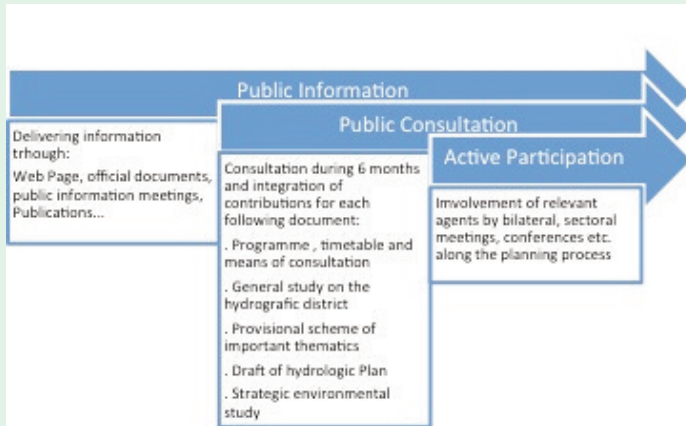 Public Information
Delivering information
trhough:
Web Page, official documents,
public information meetings,
Publications...
Public Consultation
Consultation during 6 months
and integration of
contributions for each
following document:
. Programme , timetable and
means of consultation
. General study on the
hydrografic district
. Provisional scheme of
important thematics
. Draft of hydrologic Plan
. Strategic environmental
study
Active Participation
Imvolvement of relevant
agents by bilateral, sectoral
meetings, conferences etc.
along the planning process